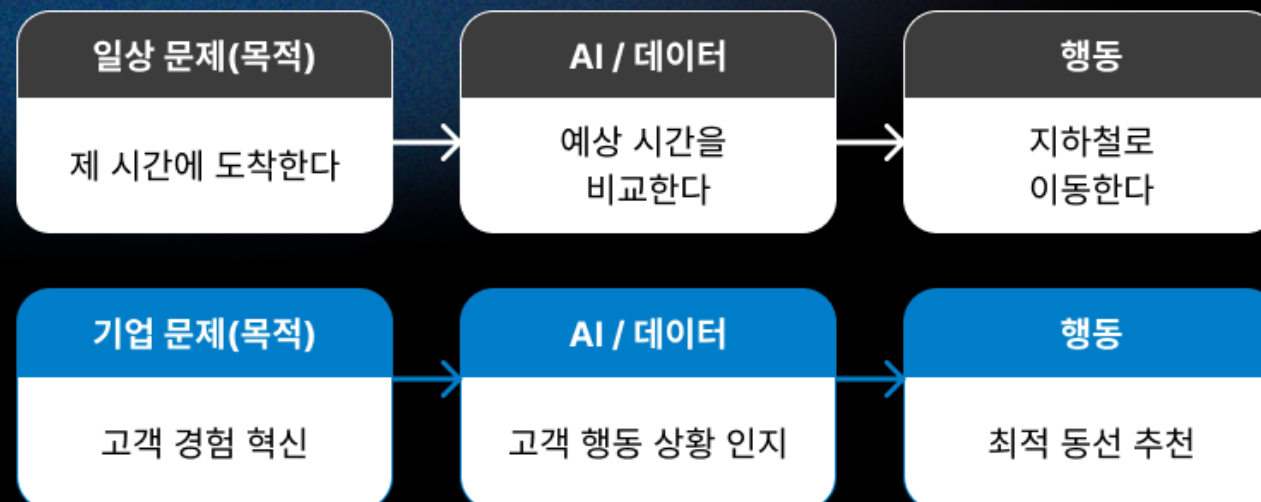 일상 문제(목적)
AI / 데이터
행동
제 시간에 도착한다
예상 시간을
비교한다
지하철로
이동한다
기업 문제(목적)
AI / 데이터
행동
고객 경험 혁신
고객 행동 상황 인지
최적 동선 추천